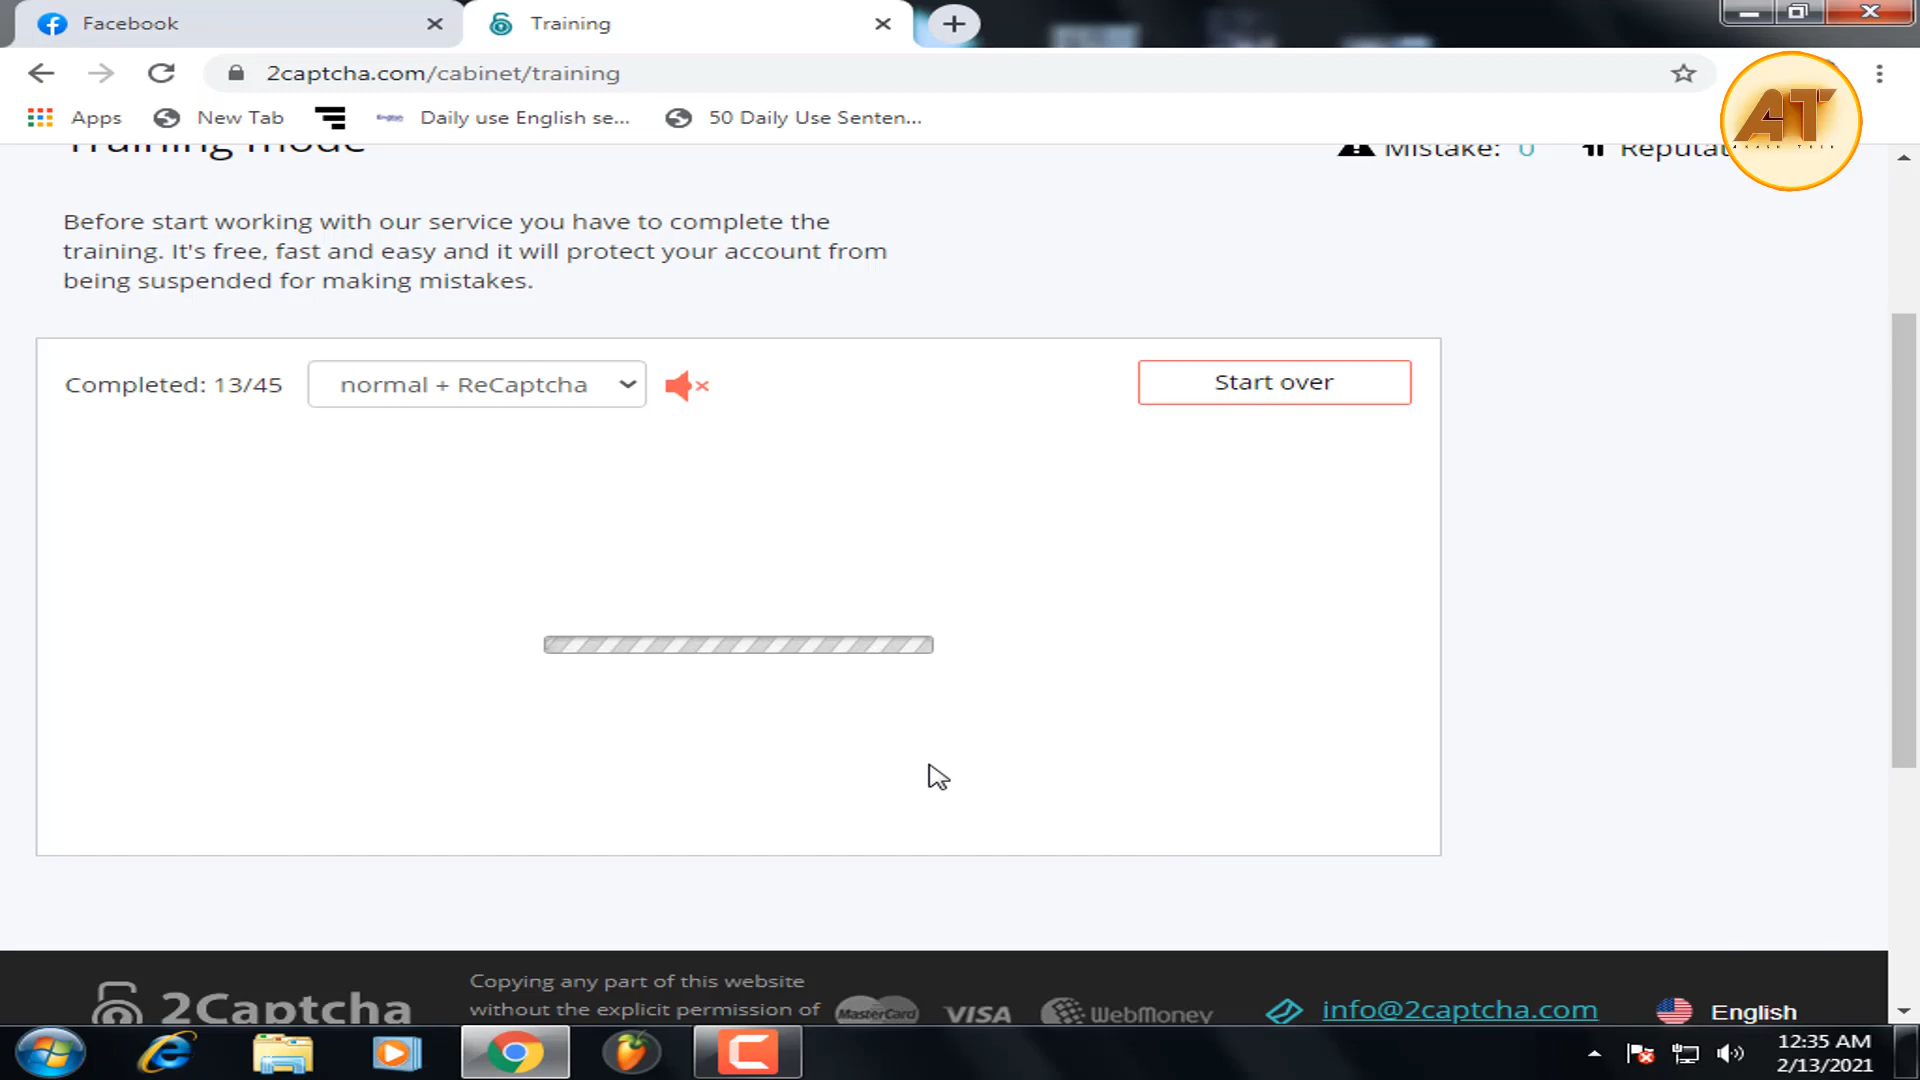 Facebook
Training
2captcha.com/cabinet/training
Apps
New Tab
Daily use English se...
50 Daily Use Senten...
AT
Training mode
Mistake: 0
Reputat
Before start working with our service you have to complete the
training. It's free, fast and easy and it will protect your account from
being suspended for making mistakes.
Completed: 13/45
normal + ReCaptcha
Start over
2Captcha
Copying any part of this website
without the explicit permission of
MasterCard
VISA
WebMoney
info@2captcha.com
English
12:35 AM
2/13/2021